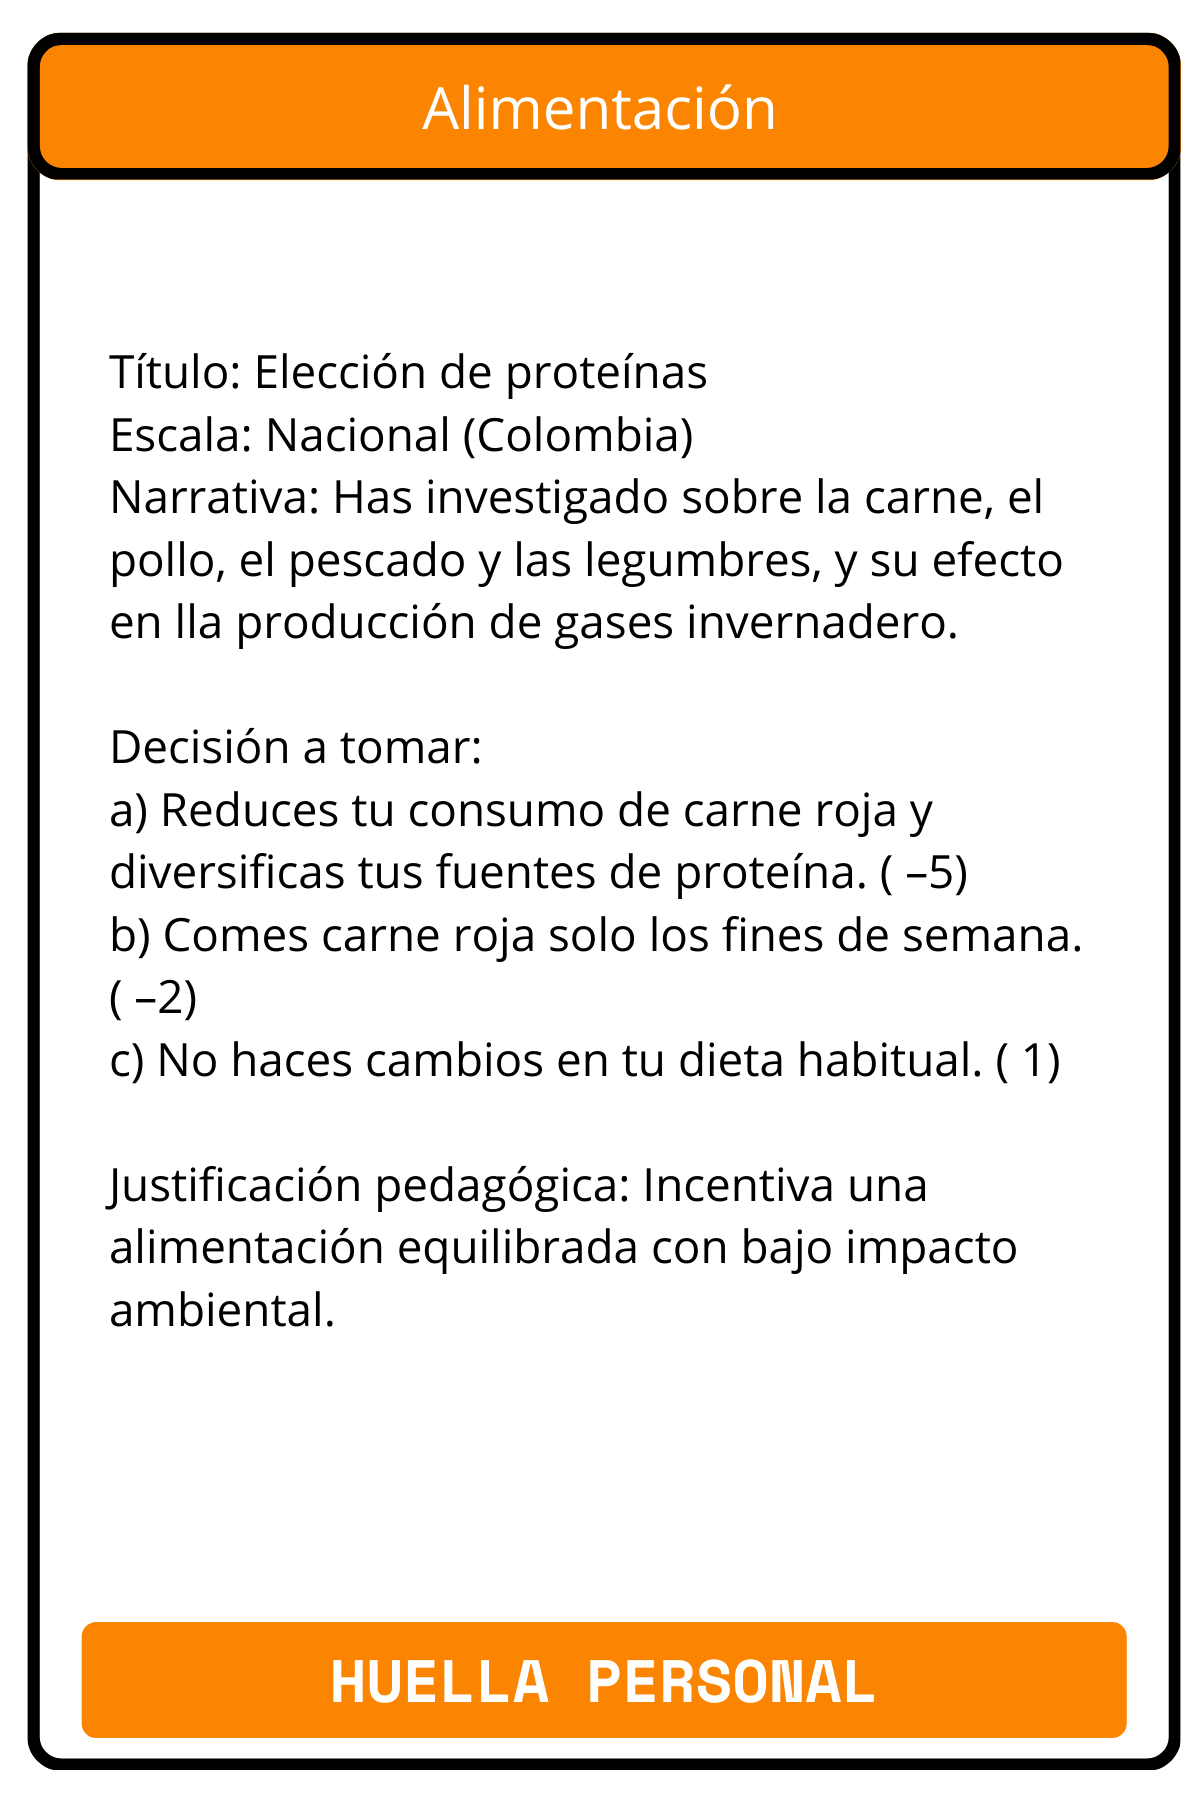 Alimentación
Título: Elección de proteínas
Escala: Nacional (Colombia)
Narrativa: Has investigado sobre la carne, el
pollo, el pescado y las legumbres, y su efecto
en lla producción de gases invernadero.
Decisión a tomar:
a) Reduces tu consumo de carne roja y
diversificas tus fuentes de proteína. ( –5)
b) Comes carne roja solo los fines de semana.
( –2)
c) No haces cambios en tu dieta habitual. ( 1)
Justificación pedagógica: Incentiva una
alimentación equilibrada con bajo impacto
ambiental.
HUELLA PERSONAL